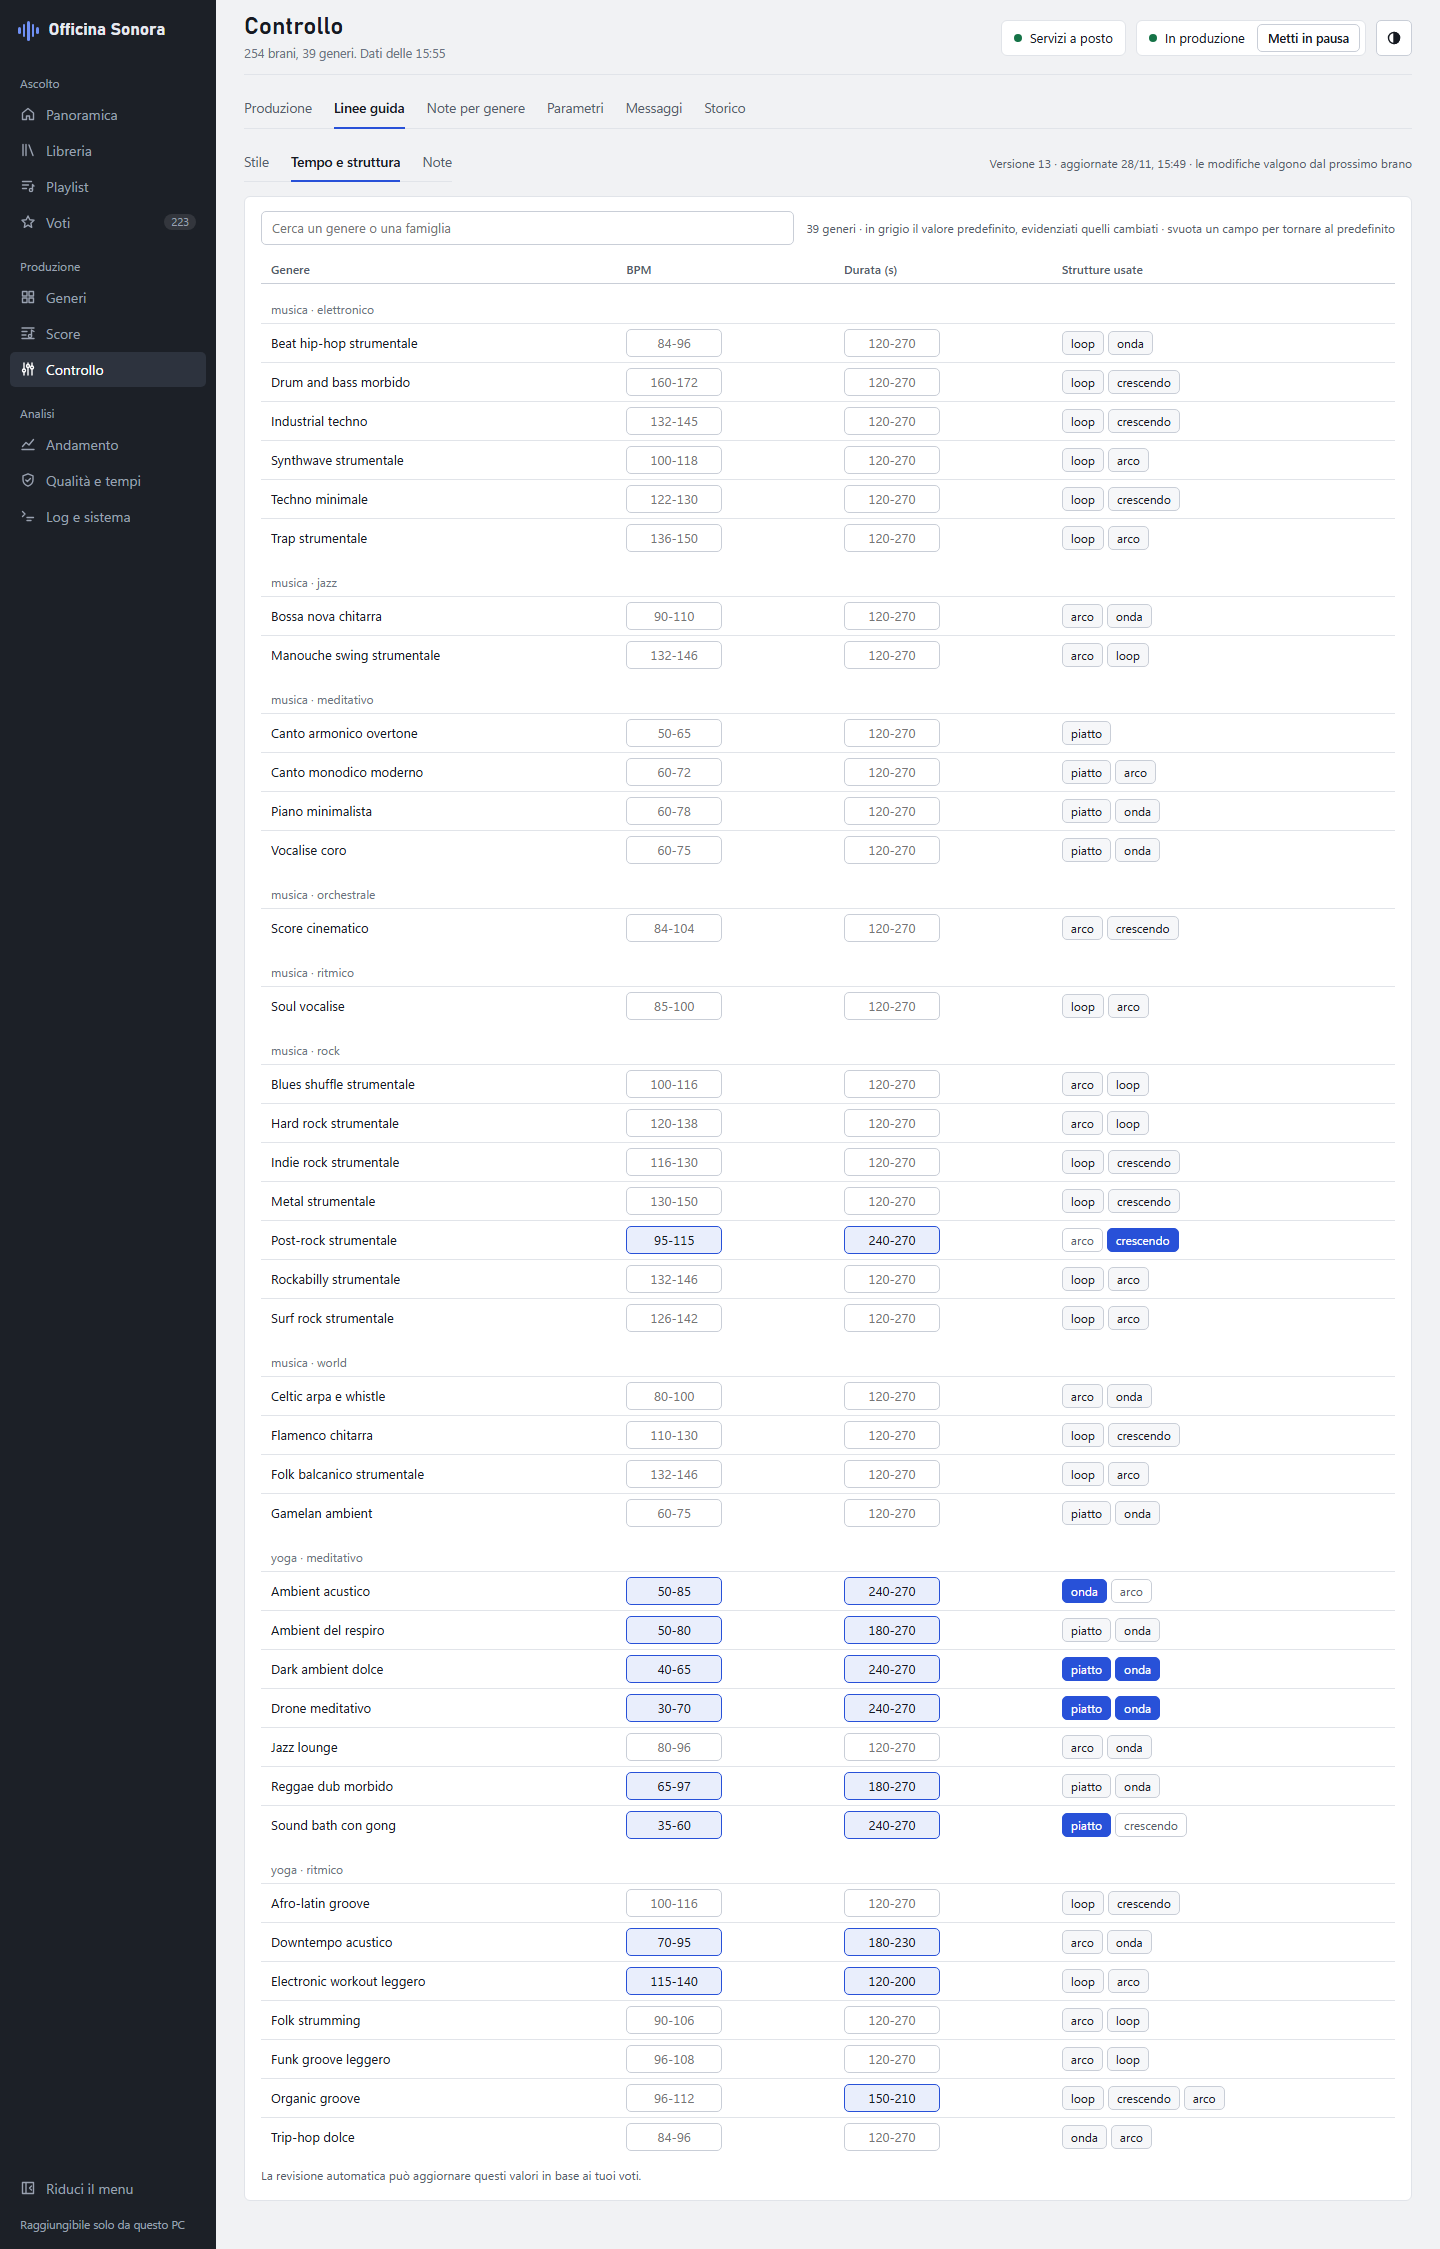 Officina Sonora
Ascolto
Panoramica
Libreria
Playlist
Voti 223
Produzione
Generi
Score
Controllo
Analisi
Andamento
Qualità e tempi
Log e sistema
Riduci il menu
Raggiungibile solo da questo PC
Controllo
254 brani, 39 generi. Dati delle 15:55
Servizi a posto
In produzione Metti in pausa
Produzione Linee guida Note per genere Parametri Messaggi Storico
Stile Tempo e struttura Note
Versione 13 · aggiornate 28/11, 15:49 · le modifiche valgono dal prossimo brano
Cerca un genere o una famiglia
39 generi · in grigio il valore predefinito, evidenziati quelli cambiati · svuota un campo per tornare al predefinito
Genere BPM Durata (s) Strutture usate
musica · elettronico
Beat hip-hop strumentale 84-96 120-270 loop onda
Drum and bass morbido 160-172 120-270 loop crescendo
Industrial techno 132-145 120-270 loop crescendo
Synthwave strumentale 100-118 120-270 loop arco
Techno minimale 122-130 120-270 loop crescendo
Trap strumentale 136-150 120-270 loop arco
musica · jazz
Bossa nova chitarra 90-110 120-270 arco onda
Manouche swing strumentale 132-146 120-270 arco loop
musica · meditativo
Canto armonico overtone 50-65 120-270 piatto
Canto monodico moderno 60-72 120-270 piatto arco
Piano minimalista 60-78 120-270 piatto onda
Vocalise coro 60-75 120-270 piatto onda
musica · orchestrale
Score cinematico 84-104 120-270 arco crescendo
musica · ritmico
Soul vocalise 85-100 120-270 loop arco
musica · rock
Blues shuffle strumentale 100-116 120-270 arco loop
Hard rock strumentale 120-138 120-270 arco loop
Indie rock strumentale 116-130 120-270 loop crescendo
Metal strumentale 130-150 120-270 loop crescendo
Post-rock strumentale 95-115 240-270 arco crescendo
Rockabilly strumentale 132-146 120-270 loop arco
Surf rock strumentale 126-142 120-270 loop arco
musica · world
Celtic arpa e whistle 80-100 120-270 arco onda
Flamenco chitarra 110-130 120-270 loop crescendo
Folk balcanico strumentale 132-146 120-270 loop arco
Gamelan ambient 60-75 120-270 piatto onda
yoga · meditativo
Ambient acustico 50-85 240-270 onda arco
Ambient del respiro 50-80 180-270 piatto onda
Dark ambient dolce 40-65 240-270 piatto onda
Drone meditativo 30-70 240-270 piatto onda
Jazz lounge 80-96 120-270 arco onda
Reggae dub morbido 65-97 180-270 piatto onda
Sound bath con gong 35-60 240-270 piatto crescendo
yoga · ritmico
Afro-latin groove 100-116 120-270 loop crescendo
Downtempo acustico 70-95 180-230 arco onda
Electronic workout leggero 115-140 120-200 loop arco
Folk strumming 90-106 120-270 arco loop
Funk groove leggero 96-108 120-270 arco loop
Organic groove 96-112 150-210 loop crescendo arco
Trip-hop dolce 84-96 120-270 onda arco
La revisione automatica può aggiornare questi valori in base ai tuoi voti.